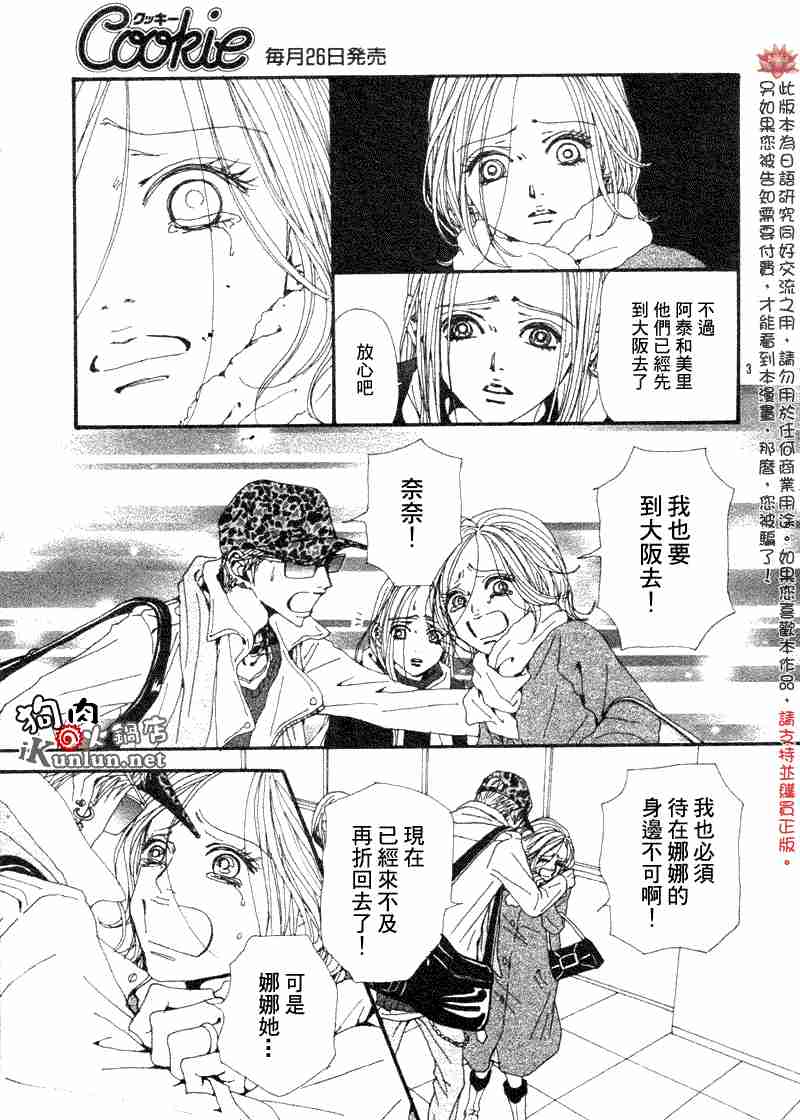 クッキー
Cookie
毎月26日発売
不過
阿泰和美里
他們已經先
到大阪去了
放心吧
3
我也要
到大阪去！
奈奈！
我也必須
待在娜娜的
身邊不可啊！
現在
已經來不及
再折回去了！
可是
娜娜她…
狗肉火鍋店
iKunlun.net
此版本為日語研究同好交流之用，請勿用於任何商業用途。如果您喜歡本作品，請支持並購買正版。
另如果您被告知需要付費，才能看到本漫畫，那麼，您被騙了！